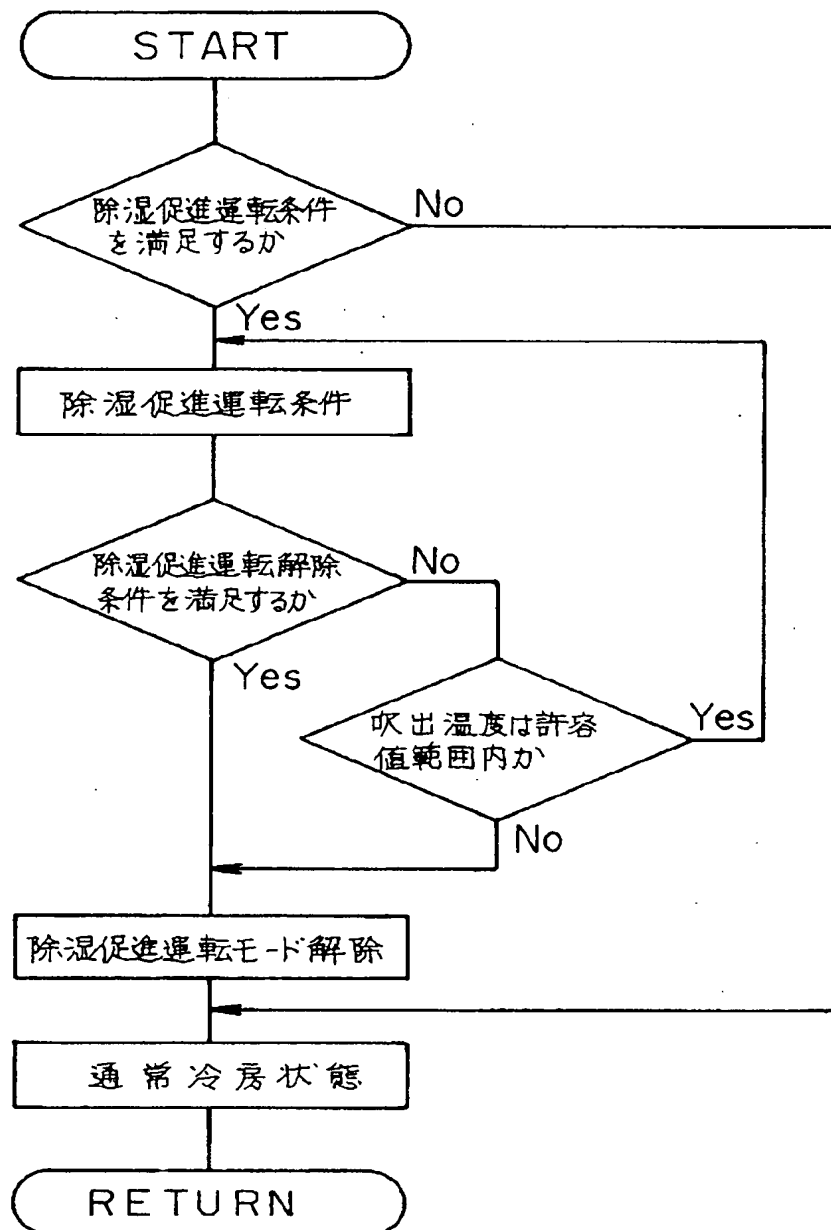 START
除湿促進運転条件
を満足するか
No
Yes
除湿促進運転条件
除湿促進運転解除
条件を満足するか
No
Yes
吹出温度は許容
値範囲内か
Yes
No
除湿促進運転モード解除
通常冷房状態
RETURN